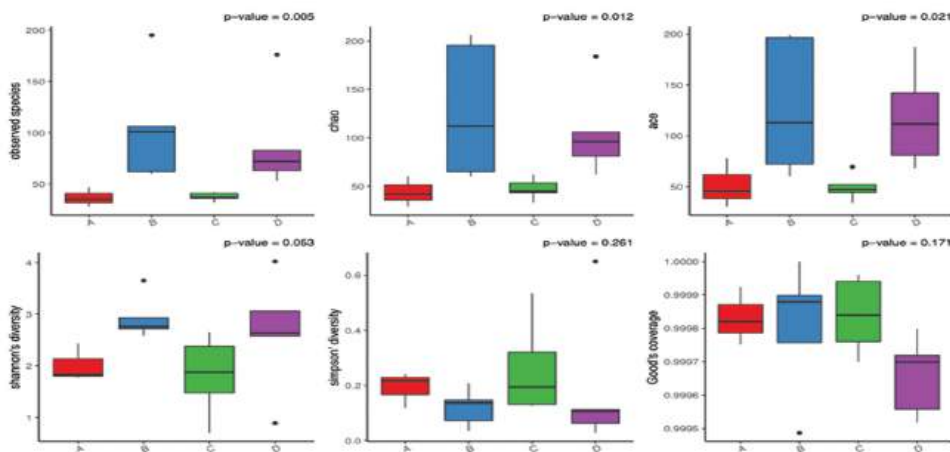 p-value = 0.005
observed species
200
150
100
50
A B C D
p-value = 0.012
chao
200
150
100
50
A B C D
p-value = 0.021
ace
200
150
100
50
A B C D
p-value = 0.053
shannon's diversity
4
3
2
1
A B C D
p-value = 0.261
simpson' diversity
0.6
0.4
0.2
0.0
A B C D
p-value = 0.171
Good's coverage
1.0000
0.9999
0.9998
0.9997
0.9996
0.9995
A B C D